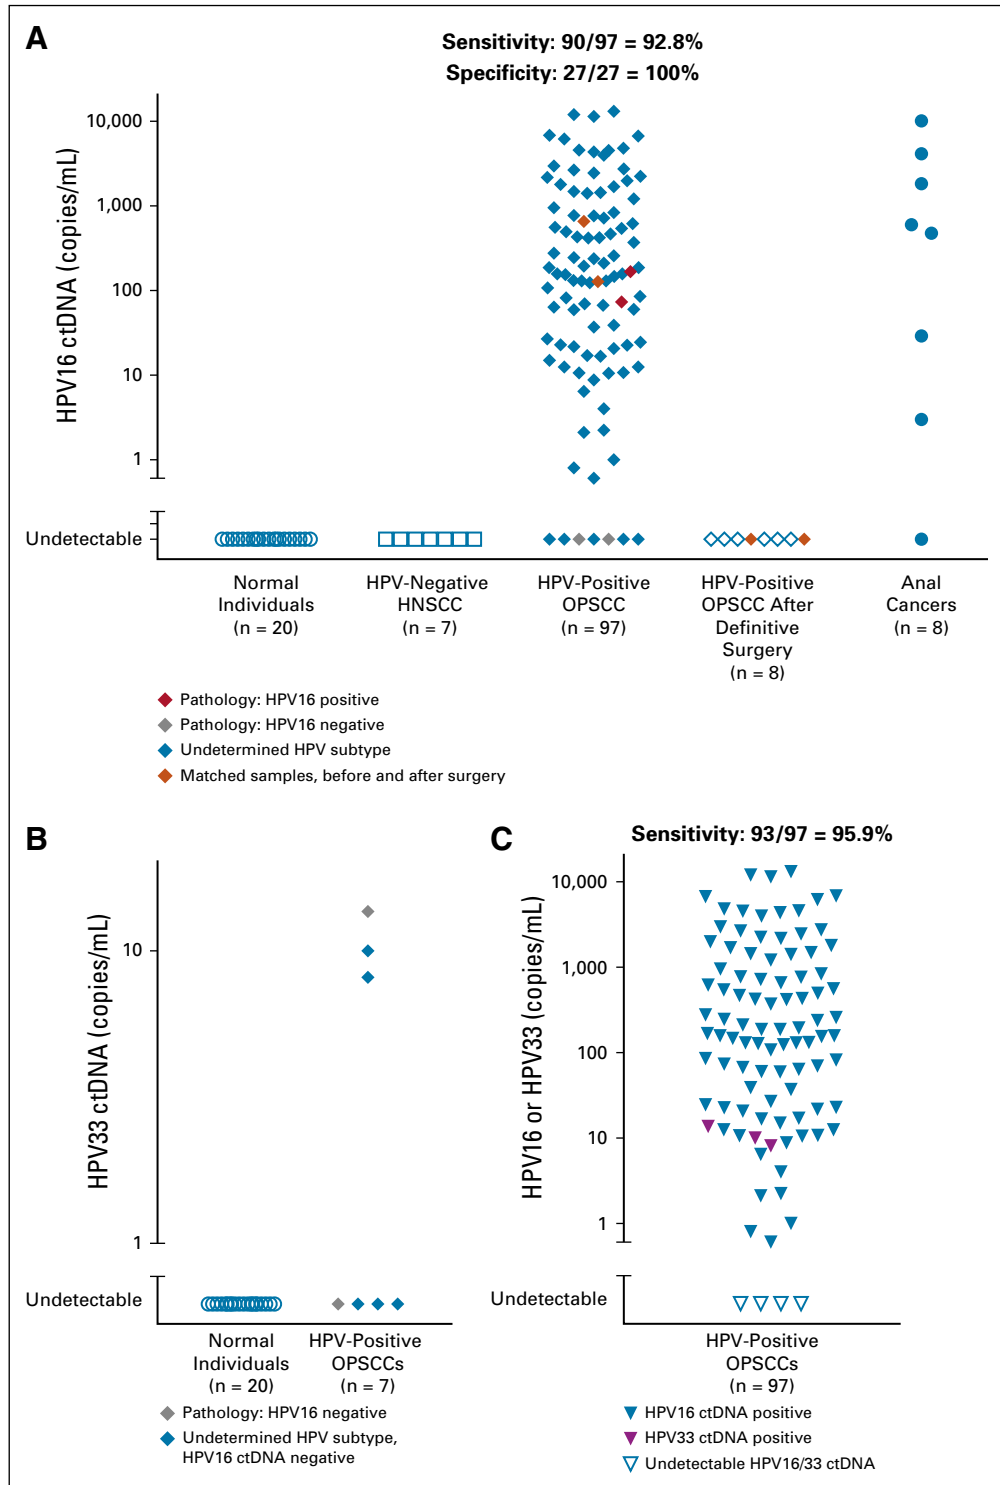 A
Sensitivity: 90/97 = 92.8%
Specificity: 27/27 = 100%
HPV16 ctDNA (copies/mL)
10,000
1,000
100
10
1
Undetectable
Normal
Individuals
(n = 20)
HPV-Negative
HNSCC
(n = 7)
HPV-Positive
OPSCC
(n = 97)
HPV-Positive
OPSCC After
Definitive
Surgery
(n = 8)
Anal
Cancers
(n = 8)
Pathology: HPV16 positive
Pathology: HPV16 negative
Undetermined HPV subtype
Matched samples, before and after surgery
B
HPV33 ctDNA (copies/mL)
10
1
Undetectable
Normal
Individuals
(n = 20)
HPV-Positive
OPSCCs
(n = 7)
Pathology: HPV16 negative
Undetermined HPV subtype,
HPV16 ctDNA negative
C
Sensitivity: 93/97 = 95.9%
HPV16 or HPV33 (copies/mL)
10,000
1,000
100
10
1
Undetectable
HPV-Positive
OPSCCs
(n = 97)
HPV16 ctDNA positive
HPV33 ctDNA positive
Undetectable HPV16/33 ctDNA